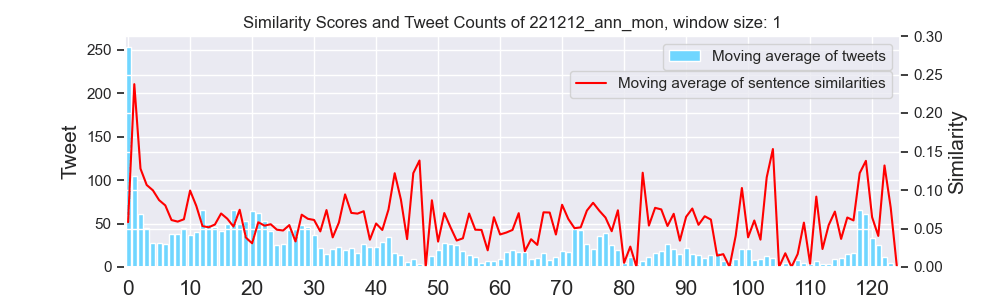 Similarity Scores and Tweet Counts of 221212_ann_mon, window size: 1
Moving average of tweets
Moving average of sentence similarities
Tweet
Similarity
250
200
150
100
50
0
0.30
0.25
0.20
0.15
0.10
0.05
0.00
0 10 20 30 40 50 60 70 80 90 100 110 120